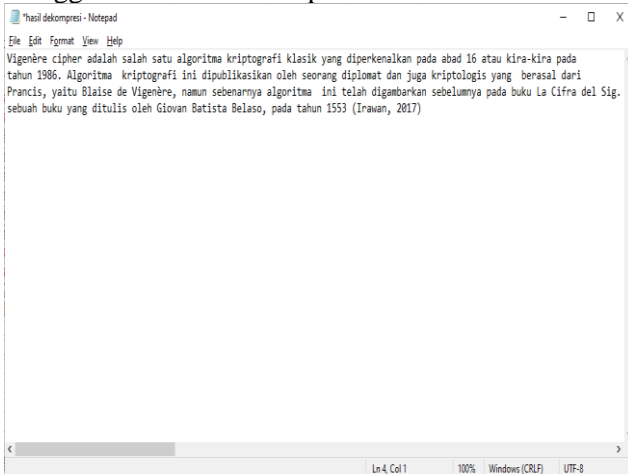 *hasil dekompresi - Notepad
File Edit Format View Help
Vigenère cipher adalah salah satu algoritma kriptografi klasik yang diperkenalkan pada abad 16 atau kira-kira pada
tahun 1986. Algoritma  kriptografi ini dipublikasikan oleh seorang diplomat dan juga kriptologis yang  berasal dari
Prancis, yaitu Blaise de Vigenère, namun sebenarnya algoritma  ini telah digambarkan sebelumnya pada buku La Cifra del Sig.
sebuah buku yang ditulis oleh Giovan Batista Belaso, pada tahun 1553 (Irawan, 2017)
Ln 4, Col 1 100% Windows (CRLF) UTF-8